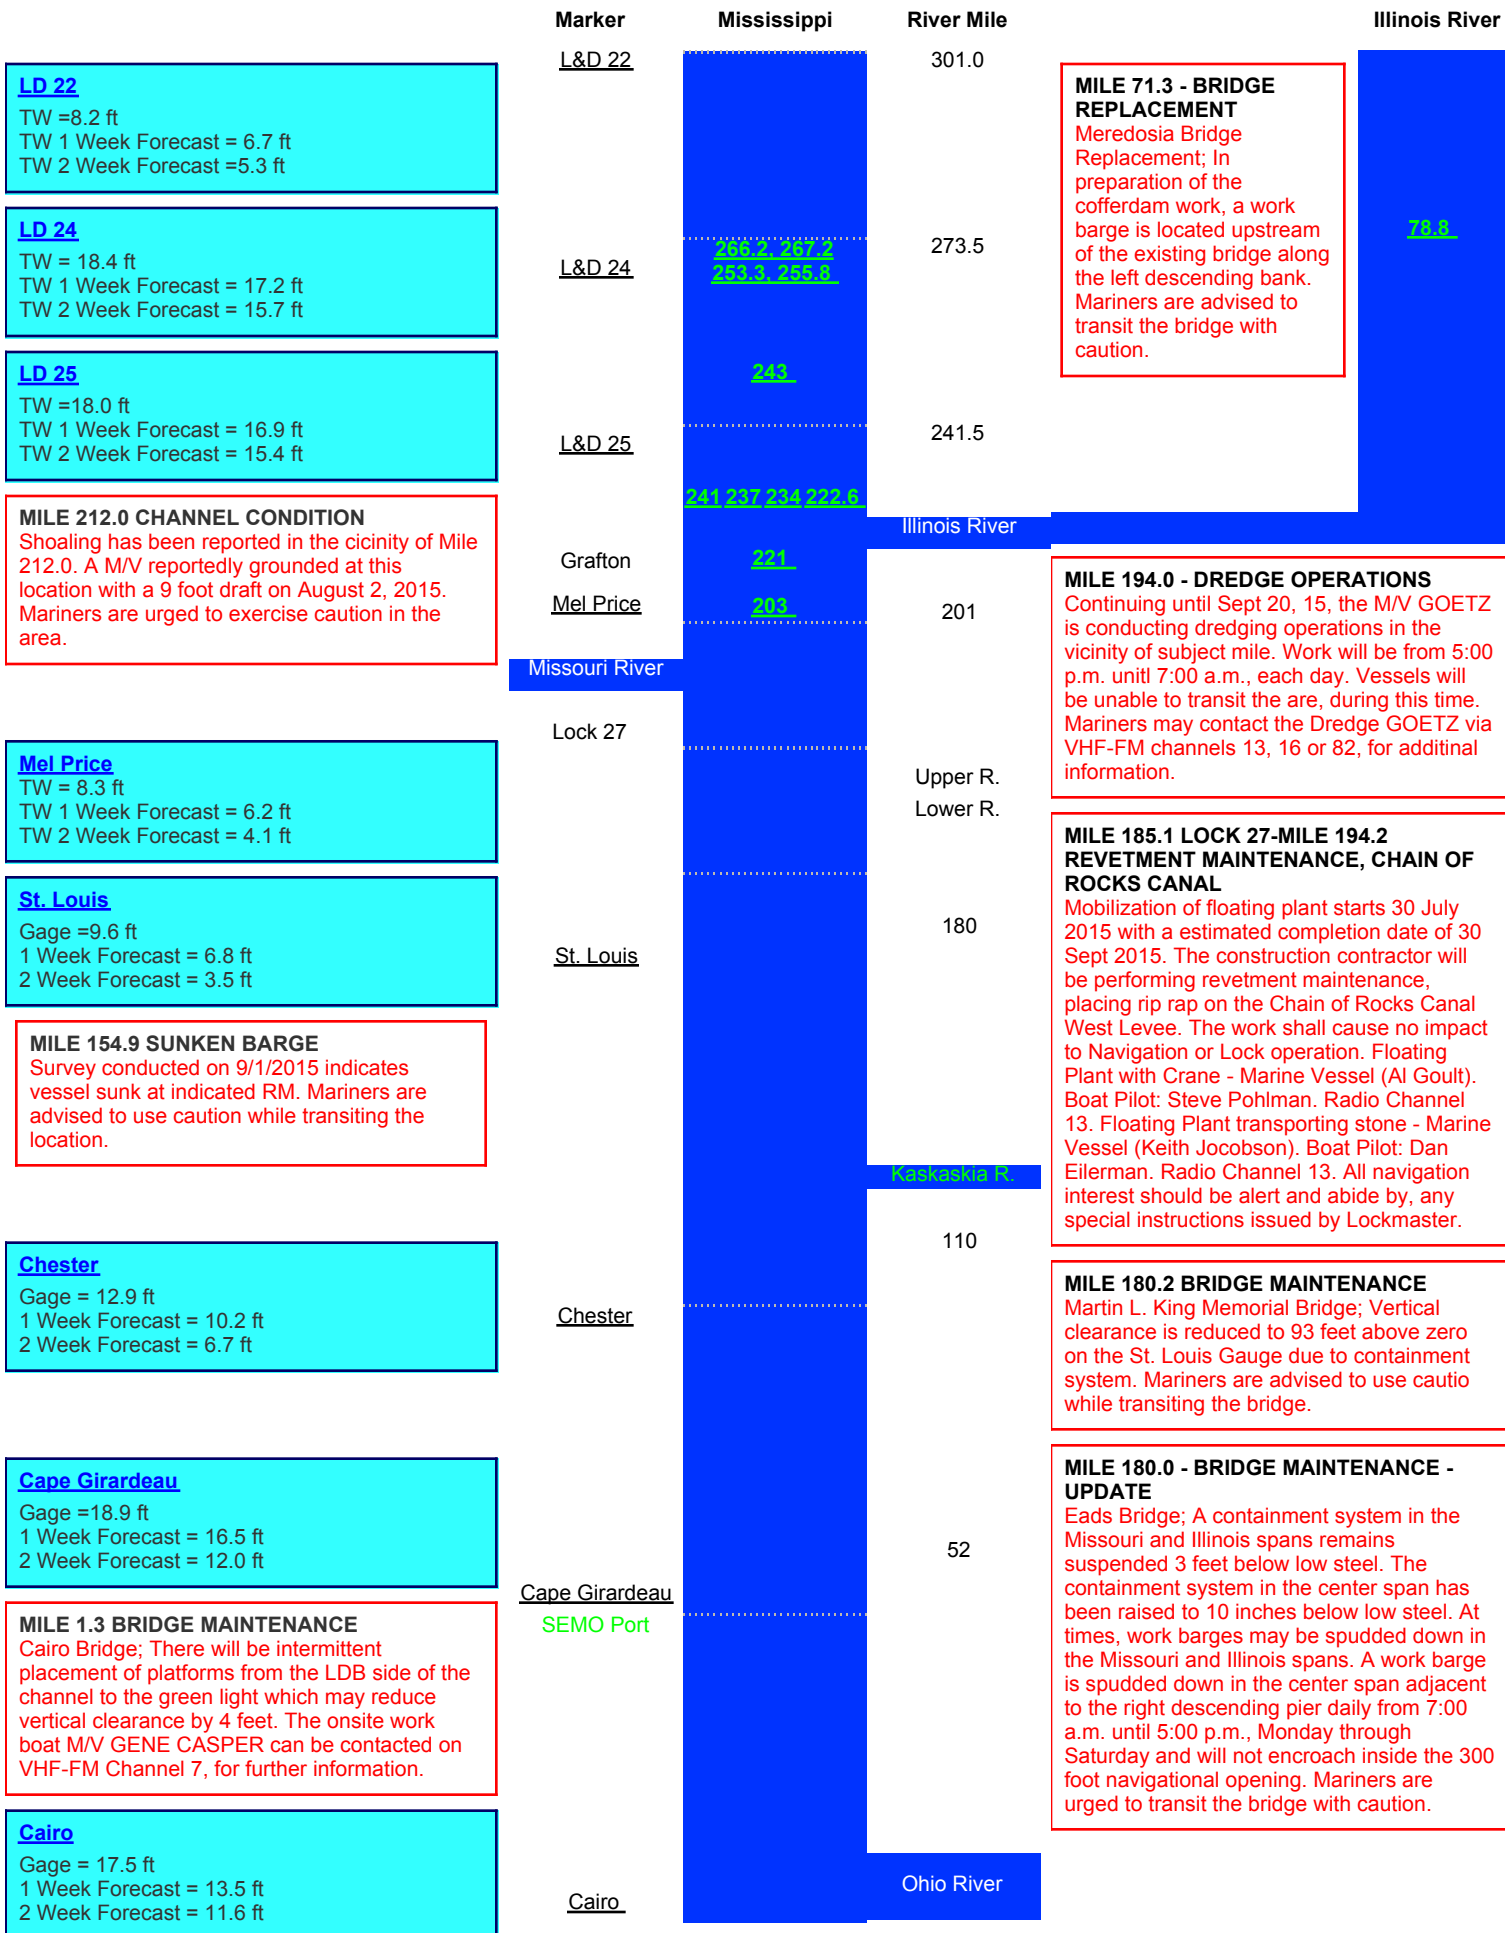 Marker Mississippi River Mile Illinois River
L&D 22 301.0
LD 22
TW =8.2 ft
TW 1 Week Forecast = 6.7 ft
TW 2 Week Forecast =5.3 ft
MILE 71.3 - BRIDGE
REPLACEMENT
Meredosia Bridge
Replacement; In
preparation of the
cofferdam work, a work
barge is located upstream
of the existing bridge along
the left descending bank.
Mariners are advised to
transit the bridge with
caution.
78.8
LD 24
TW = 18.4 ft
TW 1 Week Forecast = 17.2 ft
TW 2 Week Forecast = 15.7 ft
L&D 24
266.2, 267.2
253.3, 255.8
273.5
LD 25
TW =18.0 ft
TW 1 Week Forecast = 16.9 ft
TW 2 Week Forecast = 15.4 ft
243
L&D 25
241.5
241 237 234 222.6
Illinois River
MILE 212.0 CHANNEL CONDITION
Shoaling has been reported in the cicinity of Mile
212.0. A M/V reportedly grounded at this
location with a 9 foot draft on August 2, 2015.
Mariners are urged to exercise caution in the
area.
Grafton
221
Mel Price
203
201
Missouri River
MILE 194.0 - DREDGE OPERATIONS
Continuing until Sept 20, 15, the M/V GOETZ
is conducting dredging operations in the
vicinity of subject mile. Work will be from 5:00
p.m. unitl 7:00 a.m., each day. Vessels will
be unable to transit the are, during this time.
Mariners may contact the Dredge GOETZ via
VHF-FM channels 13, 16 or 82, for additinal
information.
Lock 27
Upper R.
Lower R.
Mel Price
TW = 8.3 ft
TW 1 Week Forecast = 6.2 ft
TW 2 Week Forecast = 4.1 ft
MILE 185.1 LOCK 27-MILE 194.2
REVETMENT MAINTENANCE, CHAIN OF
ROCKS CANAL
Mobilization of floating plant starts 30 July
2015 with a estimated completion date of 30
Sept 2015. The construction contractor will
be performing revetment maintenance,
placing rip rap on the Chain of Rocks Canal
West Levee. The work shall cause no impact
to Navigation or Lock operation. Floating
Plant with Crane - Marine Vessel (Al Goult).
Boat Pilot: Steve Pohlman. Radio Channel
13. Floating Plant transporting stone - Marine
Vessel (Keith Jocobson). Boat Pilot: Dan
Eilerman. Radio Channel 13. All navigation
interest should be alert and abide by, any
special instructions issued by Lockmaster.
St. Louis
Gage =9.6 ft
1 Week Forecast = 6.8 ft
2 Week Forecast = 3.5 ft
St. Louis
180
MILE 154.9 SUNKEN BARGE
Survey conducted on 9/1/2015 indicates
vessel sunk at indicated RM. Mariners are
advised to use caution while transiting the
location.
Kaskaskia R.
110
Chester
Gage = 12.9 ft
1 Week Forecast = 10.2 ft
2 Week Forecast = 6.7 ft
Chester
MILE 180.2 BRIDGE MAINTENANCE
Martin L. King Memorial Bridge; Vertical
clearance is reduced to 93 feet above zero
on the St. Louis Gauge due to containment
system. Mariners are advised to use cautio
while transiting the bridge.
Cape Girardeau
Gage =18.9 ft
1 Week Forecast = 16.5 ft
2 Week Forecast = 12.0 ft
52
Cape Girardeau
SEMO Port
MILE 180.0 - BRIDGE MAINTENANCE -
UPDATE
Eads Bridge; A containment system in the
Missouri and Illinois spans remains
suspended 3 feet below low steel. The
containment system in the center span has
been raised to 10 inches below low steel. At
times, work barges may be spudded down in
the Missouri and Illinois spans. A work barge
is spudded down in the center span adjacent
to the right descending pier daily from 7:00
a.m. until 5:00 p.m., Monday through
Saturday and will not encroach inside the 300
foot navigational opening. Mariners are
urged to transit the bridge with caution.
MILE 1.3 BRIDGE MAINTENANCE
Cairo Bridge; There will be intermittent
placement of platforms from the LDB side of the
channel to the green light which may reduce
vertical clearance by 4 feet. The onsite work
boat M/V GENE CASPER can be contacted on
VHF-FM Channel 7, for further information.
Cairo
Gage = 17.5 ft
1 Week Forecast = 13.5 ft
2 Week Forecast = 11.6 ft
Cairo
Ohio River